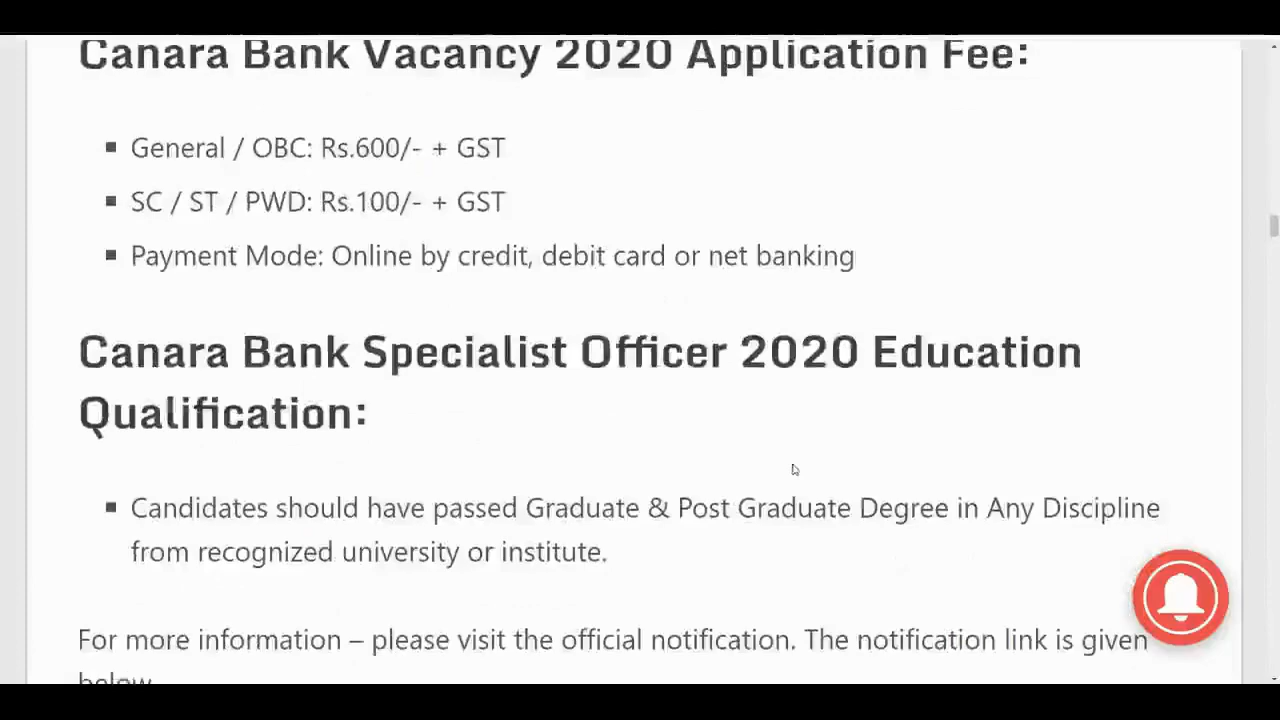 Canara Bank Vacancy 2020 Application Fee:
▪ General / OBC: Rs.600/- + GST
▪ SC / ST / PWD: Rs.100/- + GST
▪ Payment Mode: Online by credit, debit card or net banking
Canara Bank Specialist Officer 2020 Education
Qualification:
▪ Candidates should have passed Graduate & Post Graduate Degree in Any Discipline
from recognized university or institute.
For more information – please visit the official notification. The notification link is given
below